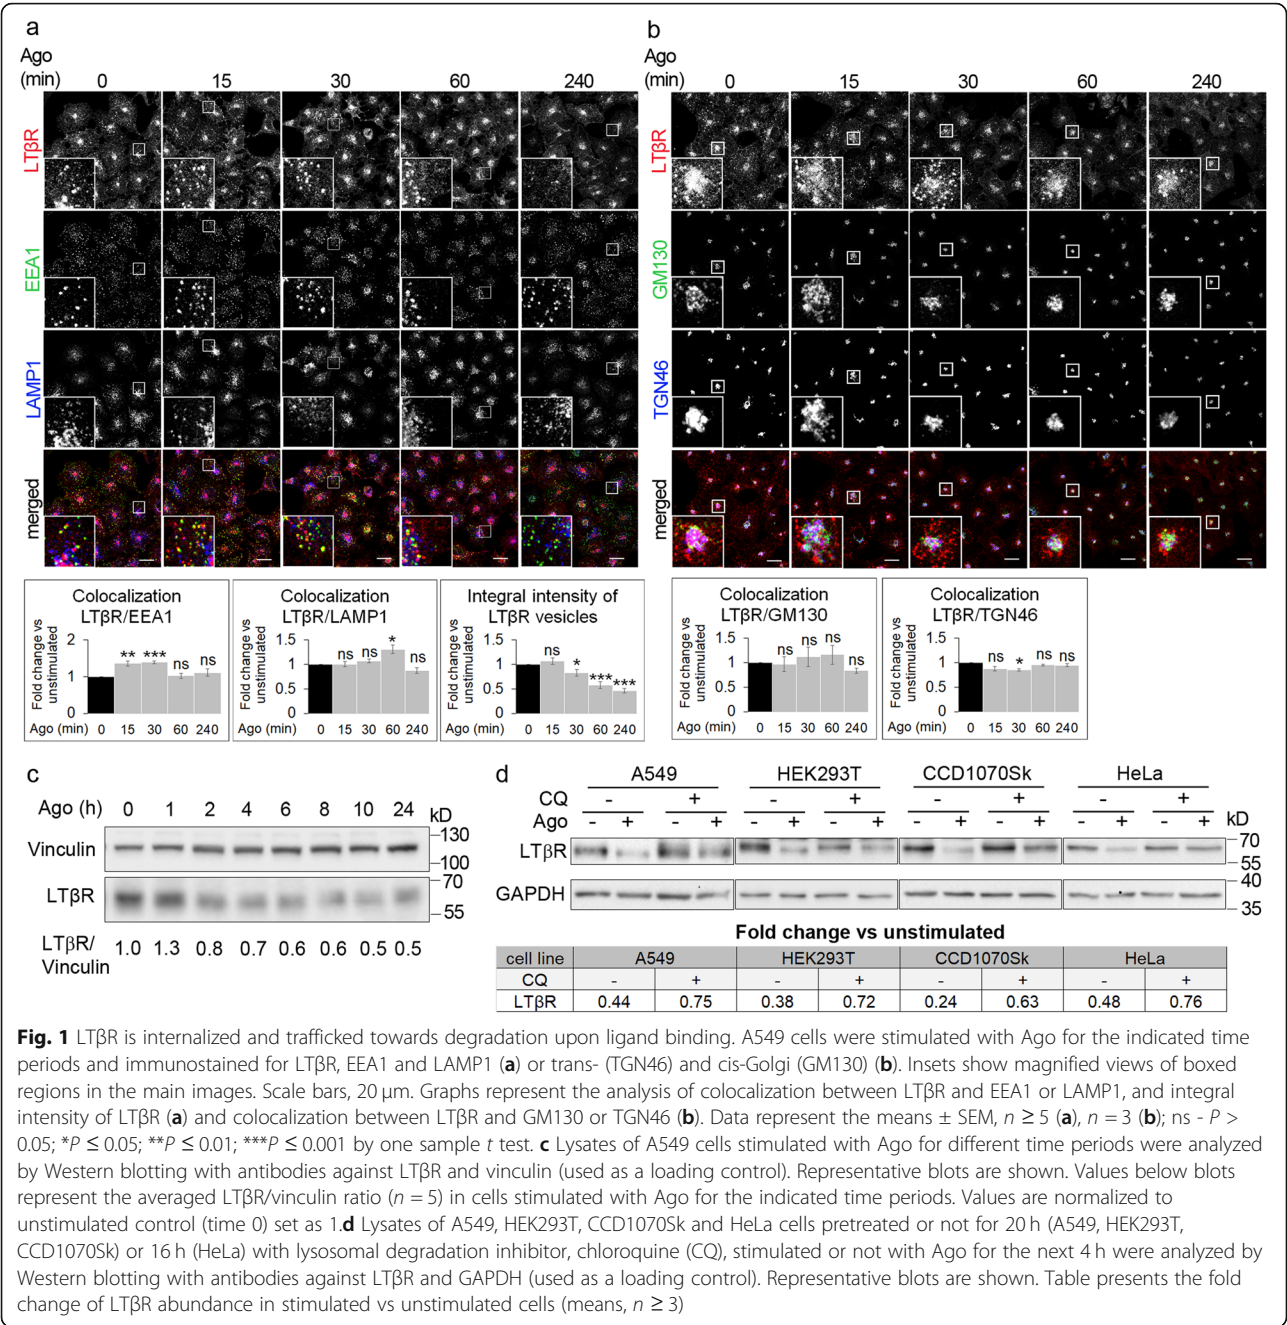 a
Ago
(min) 0 15 30 60 240
LTβR
EEA1
LAMP1
merged
Colocalization
LTβR/EEA1
Fold change vs
unstimulated
2
1
0
** *** ns ns
Ago (min) 0 15 30 60 240
Colocalization
LTβR/LAMP1
Fold change vs
unstimulated
1.5
1
0.5
0
ns ns * ns
Ago (min) 0 15 30 60 240
Integral intensity of
LTβR vesicles
Fold change vs
unstimulated
1.5
1
0.5
0
ns * *** ***
Ago (min) 0 15 30 60 240
b
Ago
(min) 0 15 30 60 240
LTβR
GM130
TGN46
merged
Colocalization
LTβR/GM130
Fold change vs
unstimulated
1.5
1
0.5
0
ns ns ns ns
Ago (min) 0 15 30 60 240
Colocalization
LTβR/TGN46
Fold change vs
unstimulated
1.5
1
0.5
0
ns * ns ns
Ago (min) 0 15 30 60 240
c
Ago (h) 0 1 2 4 6 8 10 24 kD
Vinculin
130
100
LTβR
70
55
LTβR/
Vinculin 1.0 1.3 0.8 0.7 0.6 0.6 0.5 0.5
d
A549 HEK293T CCD1070Sk HeLa
CQ - + - + - + - +
Ago - + - + - + - + - + - + - + - + kD
LTβR
70
55
GAPDH
40
35
Fold change vs unstimulated
cell line A549 HEK293T CCD1070Sk HeLa
CQ - + - + - + - +
LTβR 0.44 0.75 0.38 0.72 0.24 0.63 0.48 0.76
Fig. 1 LTβR is internalized and trafficked towards degradation upon ligand binding. A549 cells were stimulated with Ago for the indicated time
periods and immunostained for LTβR, EEA1 and LAMP1 (a) or trans- (TGN46) and cis-Golgi (GM130) (b). Insets show magnified views of boxed
regions in the main images. Scale bars, 20 μm. Graphs represent the analysis of colocalization between LTβR and EEA1 or LAMP1, and integral
intensity of LTβR (a) and colocalization between LTβR and GM130 or TGN46 (b). Data represent the means ± SEM, n ≥ 5 (a), n = 3 (b); ns - P >
0.05; *P ≤ 0.05; **P ≤ 0.01; ***P ≤ 0.001 by one sample t test. c Lysates of A549 cells stimulated with Ago for different time periods were analyzed
by Western blotting with antibodies against LTβR and vinculin (used as a loading control). Representative blots are shown. Values below blots
represent the averaged LTβR/vinculin ratio (n = 5) in cells stimulated with Ago for the indicated time periods. Values are normalized to
unstimulated control (time 0) set as 1.d Lysates of A549, HEK293T, CCD1070Sk and HeLa cells pretreated or not for 20 h (A549, HEK293T,
CCD1070Sk) or 16 h (HeLa) with lysosomal degradation inhibitor, chloroquine (CQ), stimulated or not with Ago for the next 4 h were analyzed by
Western blotting with antibodies against LTβR and GAPDH (used as a loading control). Representative blots are shown. Table presents the fold
change of LTβR abundance in stimulated vs unstimulated cells (means, n ≥ 3)